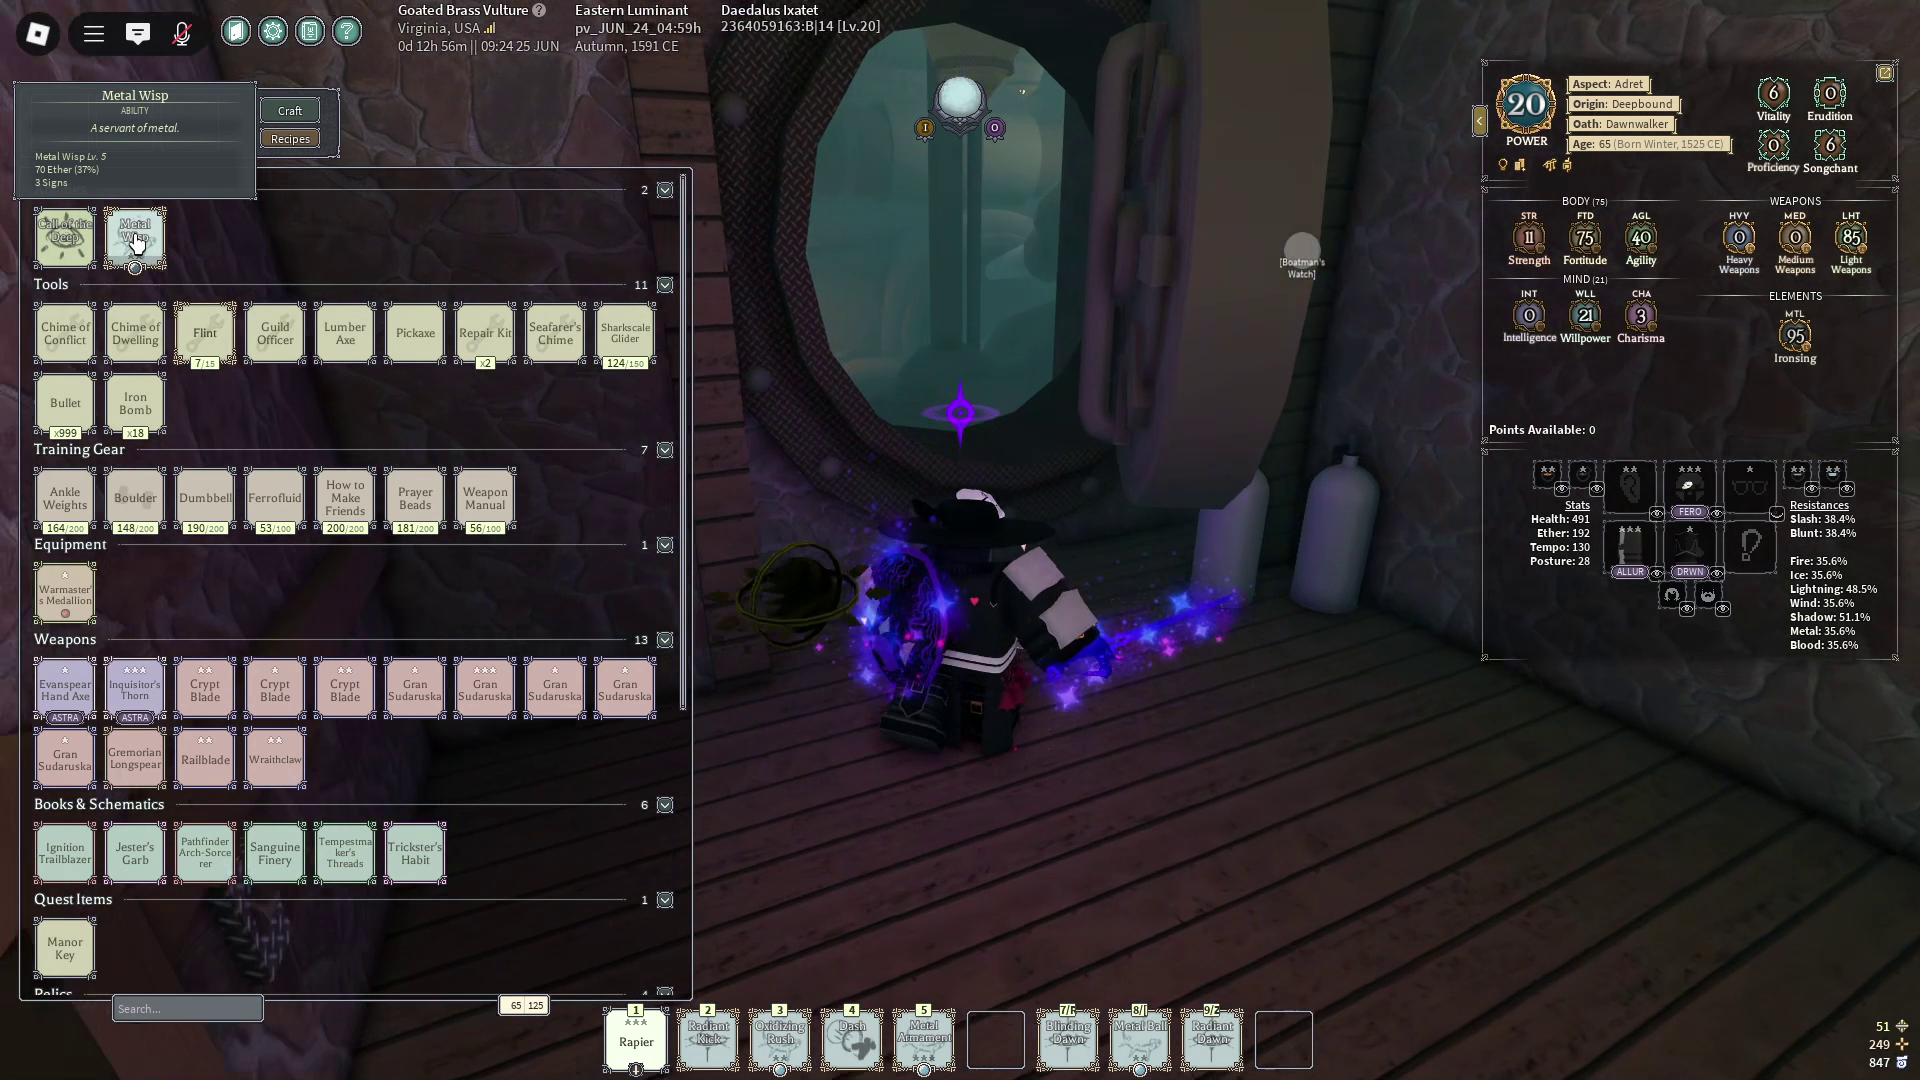 Goated Brass Vulture ?
Virginia, USA
0d 12h 56m || 09:24 25 JUN
Eastern Luminant
pv_JUN_24_04:59h
Autumn, 1591 CE
Daedalus Ixatet
2364059163:B|14 [Lv.20]
Metal Wisp
ABILITY
A servant of metal.
Metal Wisp Lv. 5
70 Ether (37%)
3 Signs
Craft
Recipes
2
Call of the Deep
Metal Wisp
Tools 11
Chime of Conflict
Chime of Dwelling
Flint
7/15
Guild Officer
Lumber Axe
Pickaxe
Repair Kit
x2
Seafarer's Chime
Sharkscale Glider
124/150
Bullet
x999
Iron Bomb
x18
Training Gear 7
Ankle Weights
164/200
Boulder
148/200
Dumbbell
190/200
Ferrofluid
53/100
How to Make Friends
200/200
Prayer Beads
181/200
Weapon Manual
56/100
Equipment 1
Warmaster's Medallion
Weapons 13
Evanspear Hand Axe
ASTRA
Inquisitor's Thorn
ASTRA
Crypt Blade
Crypt Blade
Crypt Blade
Gran Sudaruska
Gran Sudaruska
Gran Sudaruska
Gran Sudaruska
Gran Sudaruska
Gremorian Longspear
Railblade
Wraithclaw
Books & Schematics 6
Ignition Trailblazer
Jester's Garb
Pathfinder Arch-Sorcerer
Sanguine Finery
Tempestmaker's Threads
Trickster's Habit
Quest Items 1
Manor Key
Relics 4
Search...
65 125
I
O
[Boatman's Watch]
1
Rapier
2
Radiant Kick
3
Oxidizing Rush
4
Dash
5
Metal Armament
Blinding Dawn
Metal Ball
9/Z
Radiant Dawn
20
POWER
Aspect: Adret
Origin: Deepbound
Oath: Dawnwalker
Age: 65 (Born Winter, 1525 CE)
6
Vitality
0
Erudition
0
Proficiency
6
Songchant
BODY (75)
STR
11
Strength
FTD
75
Fortitude
AGL
40
Agility
WEAPONS
HVY
0
Heavy Weapons
MED
0
Medium Weapons
LHT
85
Light Weapons
MIND (21)
INT
0
Intelligence
WLL
21
Willpower
CHA
3
Charisma
ELEMENTS
MTL
95
Ironsing
Points Available: 0
FERO
ALLUR
DRWN
Stats
Health: 491
Ether: 192
Tempo: 130
Posture: 28
Resistances
Slash: 38.4%
Blunt: 38.4%
Fire: 35.6%
Ice: 35.6%
Lightning: 48.5%
Wind: 35.6%
Shadow: 51.1%
Metal: 35.6%
Blood: 35.6%
51
249
847